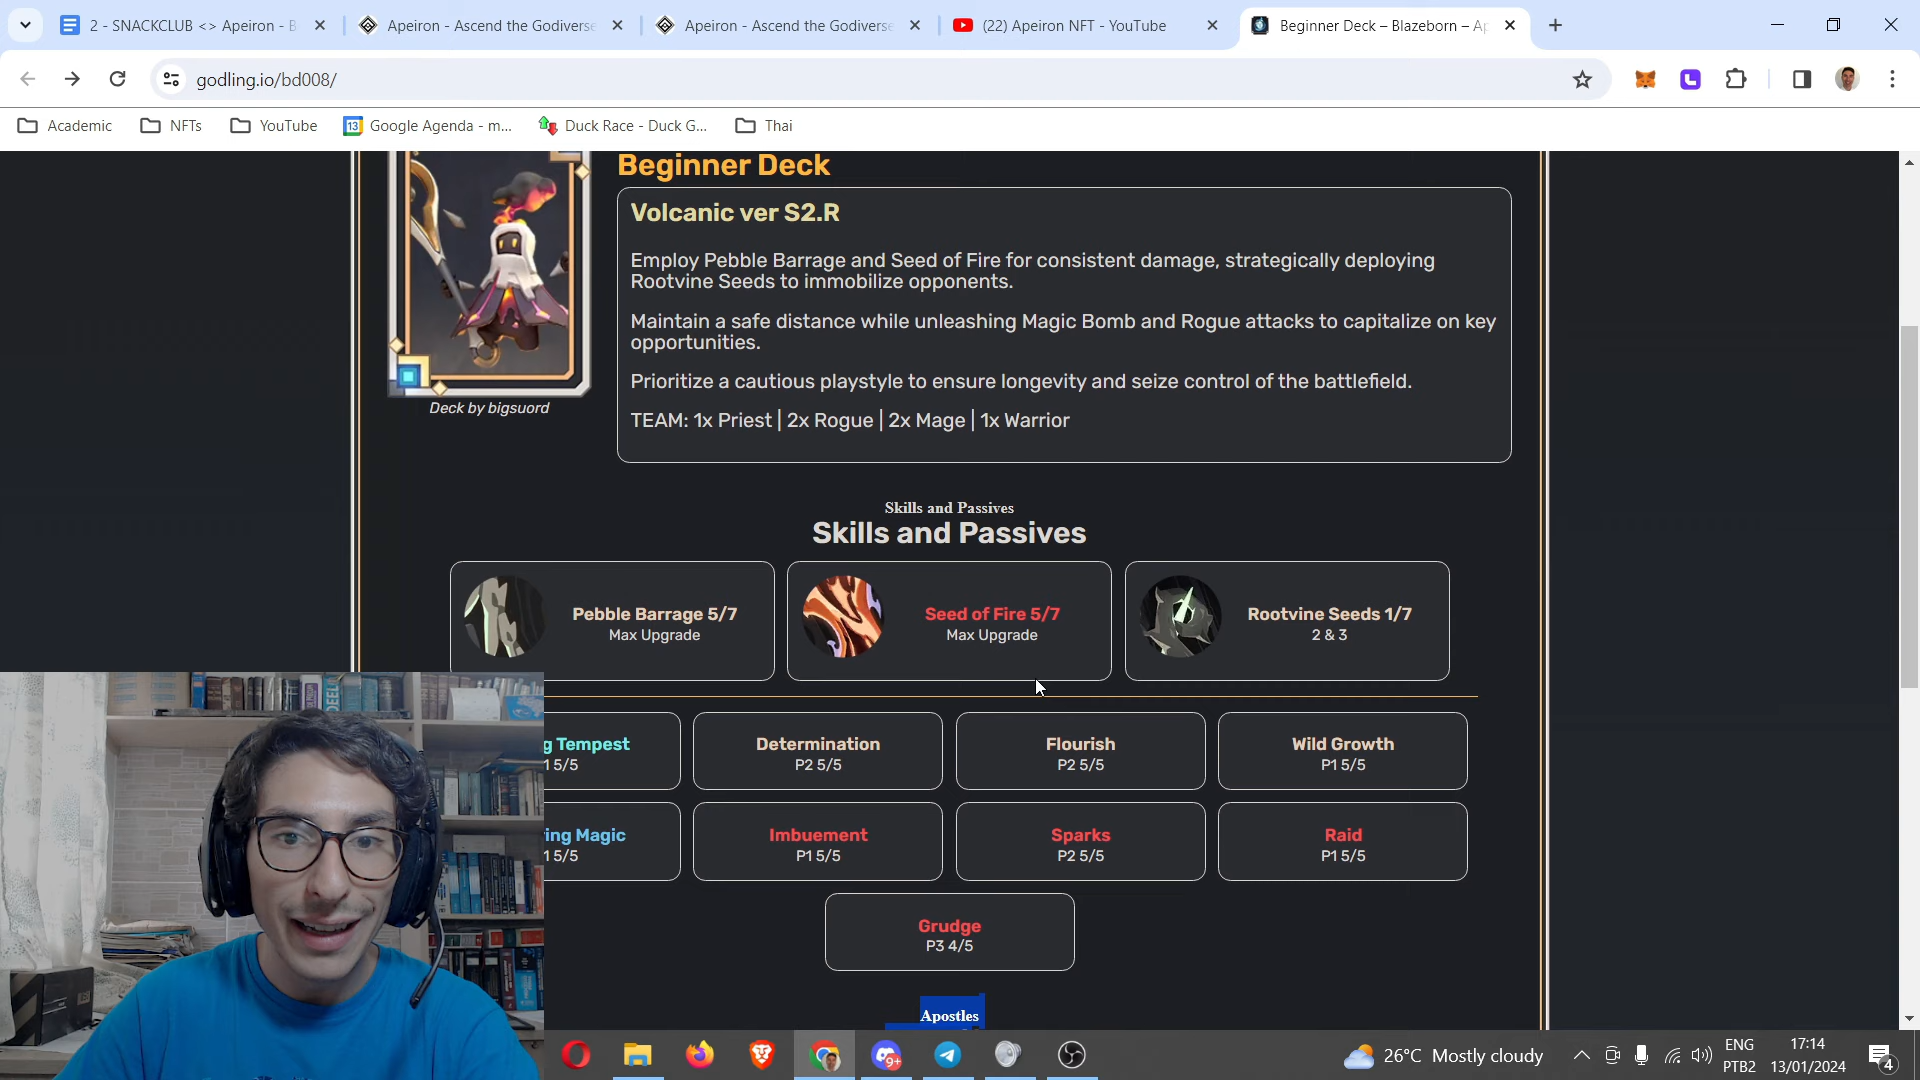 2 - SNACKCLUB <> Apeiron - B
Apeiron - Ascend the Godiverse
Apeiron - Ascend the Godiverse
(22) Apeiron NFT - YouTube
Beginner Deck – Blazeborn – Ap
godling.io/bd008/
Academic
NFTs
YouTube
13 Google Agenda - m...
Duck Race - Duck G...
Thai
Beginner Deck
Volcanic ver S2.R
Employ Pebble Barrage and Seed of Fire for consistent damage, strategically deploying
Rootvine Seeds to immobilize opponents.
Maintain a safe distance while unleashing Magic Bomb and Rogue attacks to capitalize on key
opportunities.
Prioritize a cautious playstyle to ensure longevity and seize control of the battlefield.
TEAM: 1x Priest | 2x Rogue | 2x Mage | 1x Warrior
Deck by bigsuord
Skills and Passives
Skills and Passives
Pebble Barrage 5/7
Max Upgrade
Seed of Fire 5/7
Max Upgrade
Rootvine Seeds 1/7
2 & 3
g Tempest
1 5/5
Determination
P2 5/5
Flourish
P2 5/5
Wild Growth
P1 5/5
ing Magic
1 5/5
Imbuement
P1 5/5
Sparks
P2 5/5
Raid
P1 5/5
Grudge
P3 4/5
Apostles
9+
26°C Mostly cloudy
ENG
PTB2
17:14
13/01/2024
4